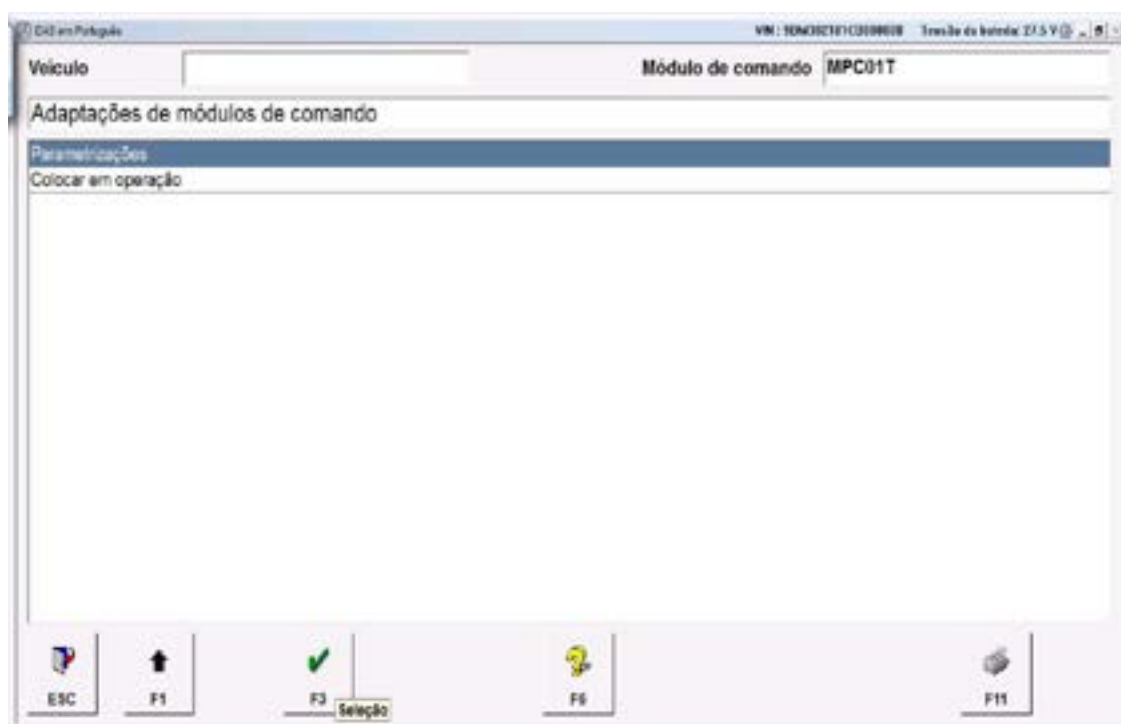 em Português
VIN : Tensão da bateria: 27.5 V
Veículo
Módulo de comando MPC01T
Adaptações de módulos de comando
Parametrizações
Colocar em operação
ESC F1 F3 Seleção F6 F11